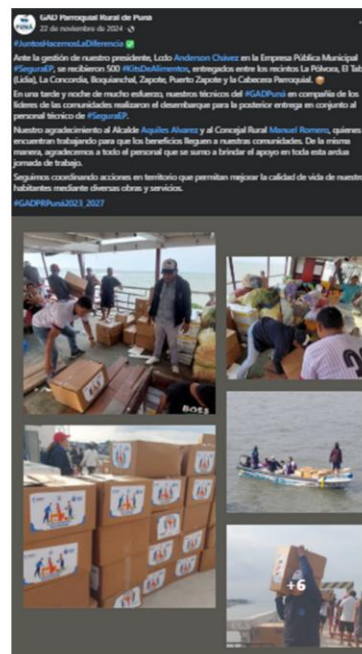 GAD Parroquial Rural de Puná
22 de noviembre de 2024
#JuntosHacemosLaDiferencia ✅
Ante la gestión de nuestro presidente, Lcdo Anderson Chávez en la Empresa Pública Municipal
#SeguraEP, se recibieron 500 #KitsDeAlimentos, entregados entre los recintos La Pólvora, El Tab
(Lidia), La Concordia, Boquianchal, Zapote, Puerto Zapote y la Cabecera Parroquial. 📦
En una tarde y noche de mucho esfuerzo, nuestros técnicos del #GADPuná en compañía de los
líderes de las comunidades realizaron el desembarque para la posterior entrega en conjunto al
personal técnico de #SeguraEP.
Nuestro agradecimiento al Alcalde Aquiles Alvarez y al Concejal Rural Manuel Romero, quienes
encuentran trabajando para que los beneficios lleguen a nuestras comunidades. De la misma
manera, agradecemos a todo el personal que se sumo a brindar el apoyo en toda esta ardua
jornada de trabajo.
Seguimos coordinando acciones en territorio que permitan mejorar la calidad de vida de nuestr
habitantes mediante diversas obras y servicios.
#GADPRPuná2023_2027
BOSS
+6